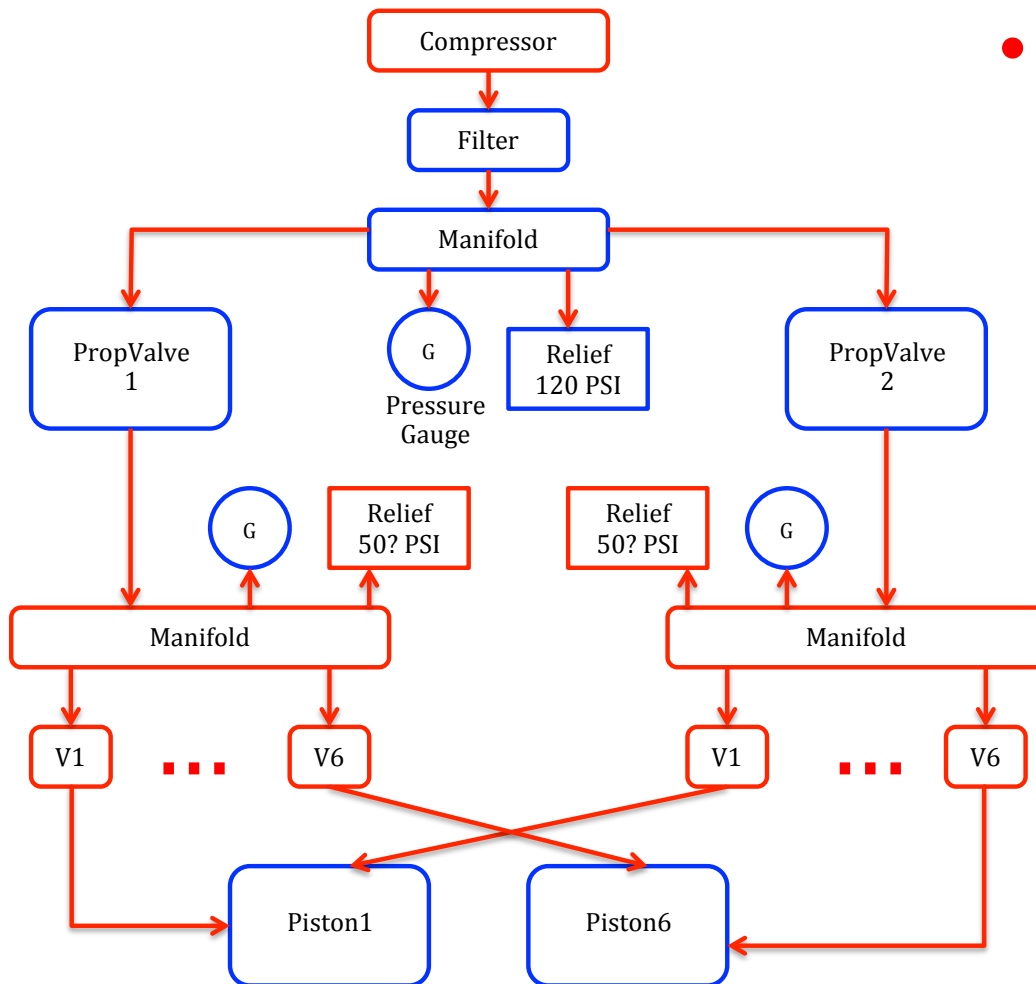 Compressor
Filter
Manifold
PropValve
1
G
Pressure
Gauge
Relief
120 PSI
PropValve
2
G
Relief
50? PSI
Relief
50? PSI
G
Manifold
Manifold
V1
...
V6
V1
...
V6
Piston1
Piston6